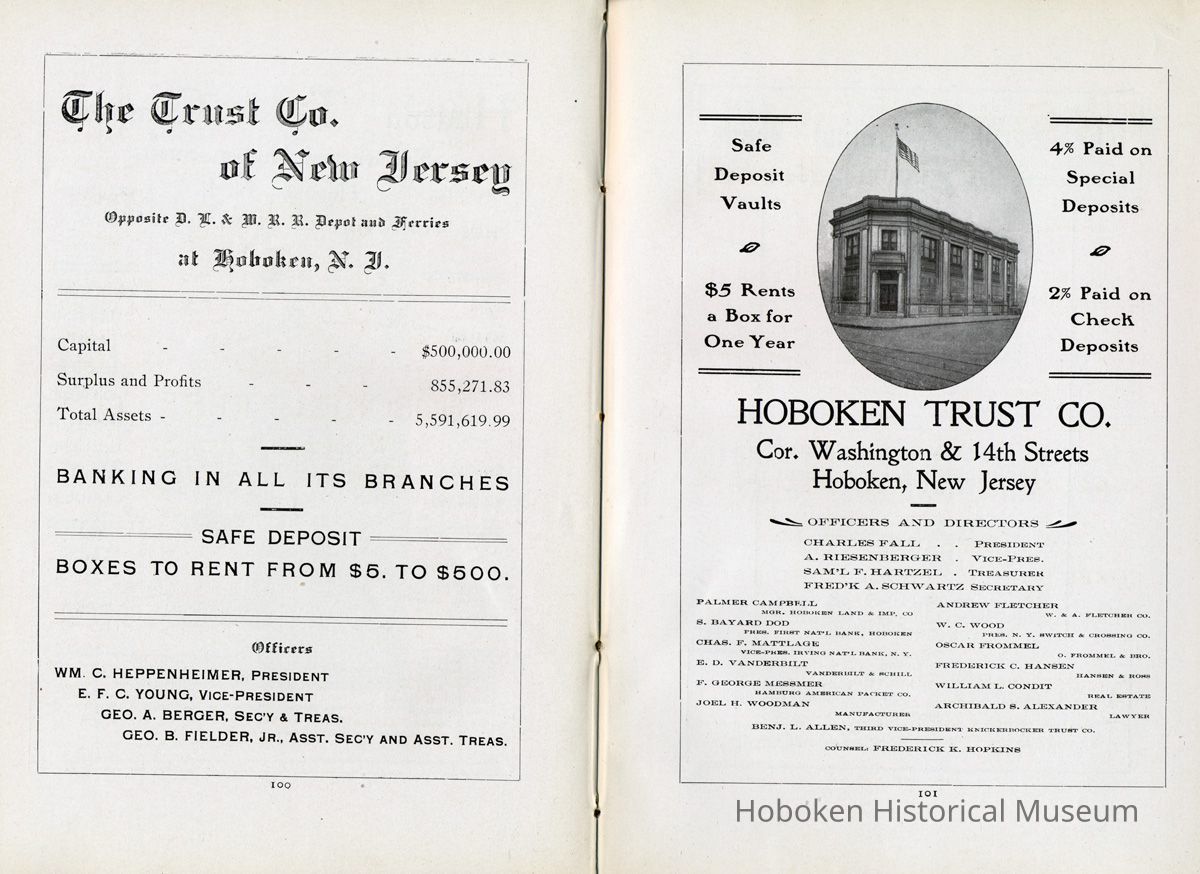 The Trust Co.
of New Jersey
Opposite D. L. & W. R. R. Depot and Ferries
at Hoboken, N. J.
Capital - - - - - $500,000.00
Surplus and Profits - - - 855,271.83
Total Assets - - - - - 5,591,619.99
BANKING IN ALL ITS BRANCHES
SAFE DEPOSIT
BOXES TO RENT FROM $5. TO $500.
Officers
WM. C. HEPPENHEIMER, PRESIDENT
E. F. C. YOUNG, VICE-PRESIDENT
GEO. A. BERGER, SEC'Y & TREAS.
GEO. B. FIELDER, JR., ASST. SEC'Y AND ASST. TREAS.
100
Safe
Deposit
Vaults
$5 Rents
a Box for
One Year
4% Paid on
Special
Deposits
2% Paid on
Check
Deposits
HOBOKEN TRUST CO.
Cor. Washington & 14th Streets
Hoboken, New Jersey
OFFICERS AND DIRECTORS
CHARLES FALL . . PRESIDENT
A. RIESENBERGER . VICE-PRES.
SAM'L F. HARTZEL . TREASURER
FRED'K A. SCHWARTZ SECRETARY
PALMER CAMPBELL
MGR. HOBOKEN LAND & IMP. CO
S. BAYARD DOD
PRES. FIRST NAT'L BANK, HOBOKEN
CHAS. F. MATTLAGE
VICE-PRES. IRVING NAT'L BANK, N. Y.
E. D. VANDERBILT
VANDERBILT & SCHILL
F. GEORGE MESSMER
HAMBURG AMERICAN PACKET CO.
JOEL H. WOODMAN
MANUFACTURER
ANDREW FLETCHER
W. & A. FLETCHER CO.
W. C. WOOD
PRES. N. Y. SWITCH & CROSSING CO.
OSCAR FROMMEL
O. FROMMEL & BRO.
FREDERICK C. HANSEN
HANSEN & ROSS
WILLIAM L. CONDIT
REAL ESTATE
ARCHIBALD S. ALEXANDER
LAWYER
BENJ. L. ALLEN, THIRD VICE-PRESIDENT KNICKERBOCKER TRUST CO.
COUNSEL: FREDERICK K. HOPKINS
101
Hoboken Historical Museum